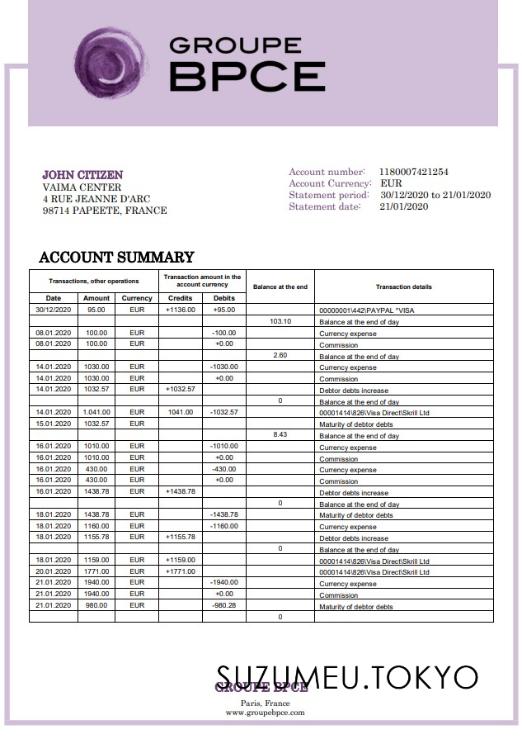 GROUPE
BPCE
JOHN CITIZEN
VAIMA CENTER
4 RUE JEANNE D'ARC
98714 PAPEETE, FRANCE
Account number: 1180007421254
Account Currency: EUR
Statement period: 30/12/2020 to 21/01/2020
Statement date: 21/01/2020
ACCOUNT SUMMARY
Transactions, other operations Transaction amount in the account currency Balance at the end Transaction details
Date Amount Currency Credits Debits
30/12/2020 95.00 EUR +1136.00 +95.00 00000001\442\PAYPAL *VISA
103.10 Balance at the end of day
08.01.2020 100.00 EUR -100.00 Currency expense
08.01.2020 100.00 EUR +0.00 Commission
2.60 Balance at the end of day
14.01.2020 1030.00 EUR -1030.00 Currency expense
14.01.2020 1030.00 EUR +0.00 Commission
14.01.2020 1032.57 EUR +1032.57 Debtor debts increase
0 Balance at the end of day
14.01.2020 1.041.00 EUR 1041.00 -1032.57 00001414\826\Visa Direct\Skrill Ltd
15.01.2020 1032.57 EUR Maturity of debtor debts
8.43 Balance at the end of day
16.01.2020 1010.00 EUR -1010.00 Currency expense
16.01.2020 1010.00 EUR +0.00 Commission
16.01.2020 430.00 EUR -430.00 Currency expense
16.01.2020 430.00 EUR +0.00 Commission
16.01.2020 1438.78 EUR +1438.78 Debtor debts increase
0 Balance at the end of day
18.01.2020 1438.78 EUR -1438.78 Maturity of debtor debts
18.01.2020 1160.00 EUR -1160.00 Currency expense
18.01.2020 1155.78 EUR +1155.78 Debtor debts increase
0 Balance at the end of day
18.01.2020 1159.00 EUR +1159.00 00001414\826\Visa Direct\Skrill Ltd
20.01.2020 1771.00 EUR +1771.00 00001414\826\Visa Direct\Skrill Ltd
21.01.2020 1940.00 EUR -1940.00 Currency expense
21.01.2020 1940.00 EUR +0.00 Commission
21.01.2020 980.00 EUR -980.28 Maturity of debtor debts
0
SUZUMEU.TOKYO
GROUPE BPCE
Paris, France
www.groupebpce.com